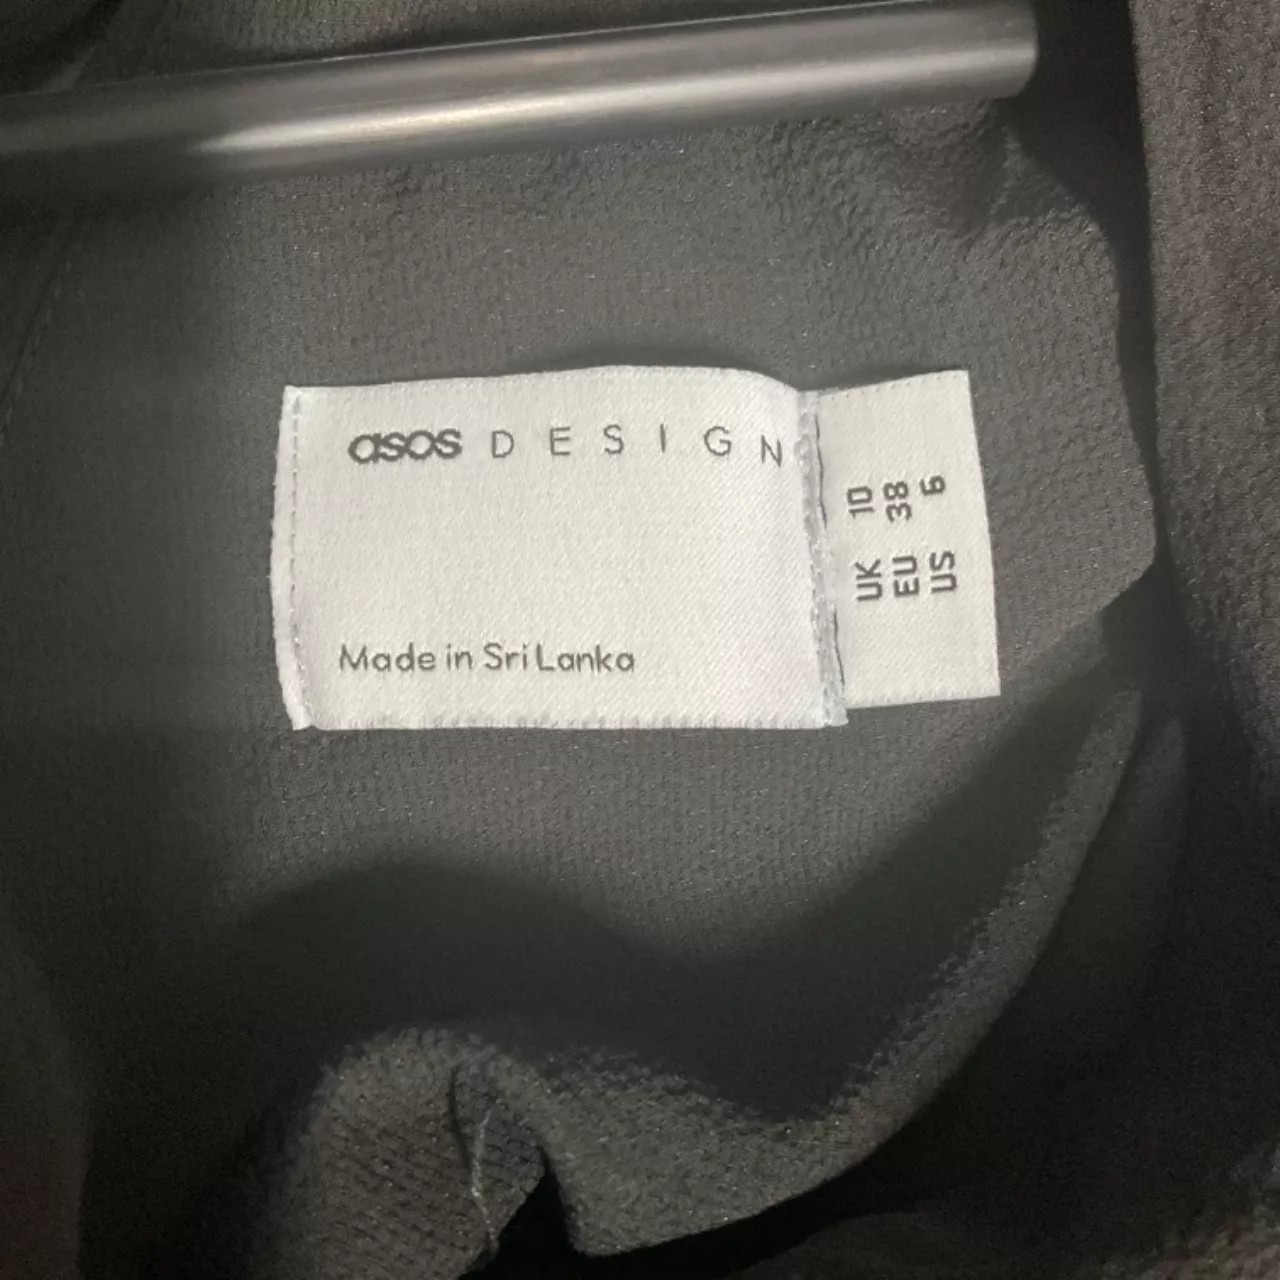 asos DESIGN
Made in Sri Lanka
UK 10
EU 38
US 6